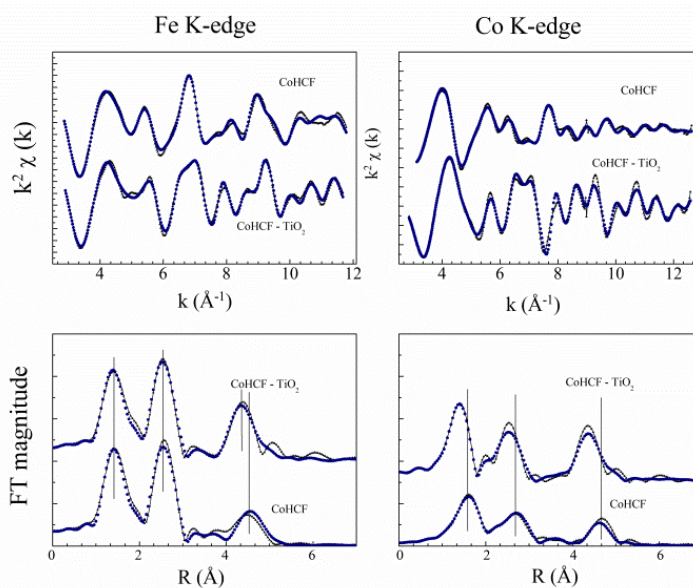 Fe K-edge
Co K-edge
CoHCF
CoHCF
k² χ (k)
k² χ (k)
CoHCF - TiO₂
CoHCF - TiO₂
4 6 8 10 12
4 6 8 10 12
k (Å⁻¹)
k (Å⁻¹)
FT magnitude
CoHCF - TiO₂
CoHCF - TiO₂
CoHCF
CoHCF
0 2 4 6
0 2 4 6
R (Å)
R (Å)